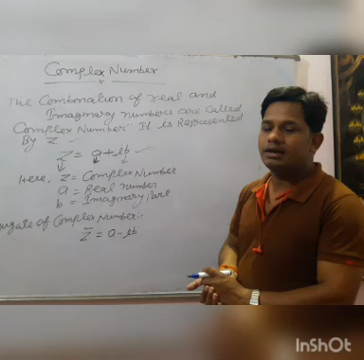 Complex Number
The Combination of real and
Imaginary numbers are called
Complex Number" It is Represented
By Z
Z = a+ib
Here, Z = Complex Number
a = Real number
b = Imaginary Part
jugate of Complex Number:-
Z̄ = a-ib
InShOt